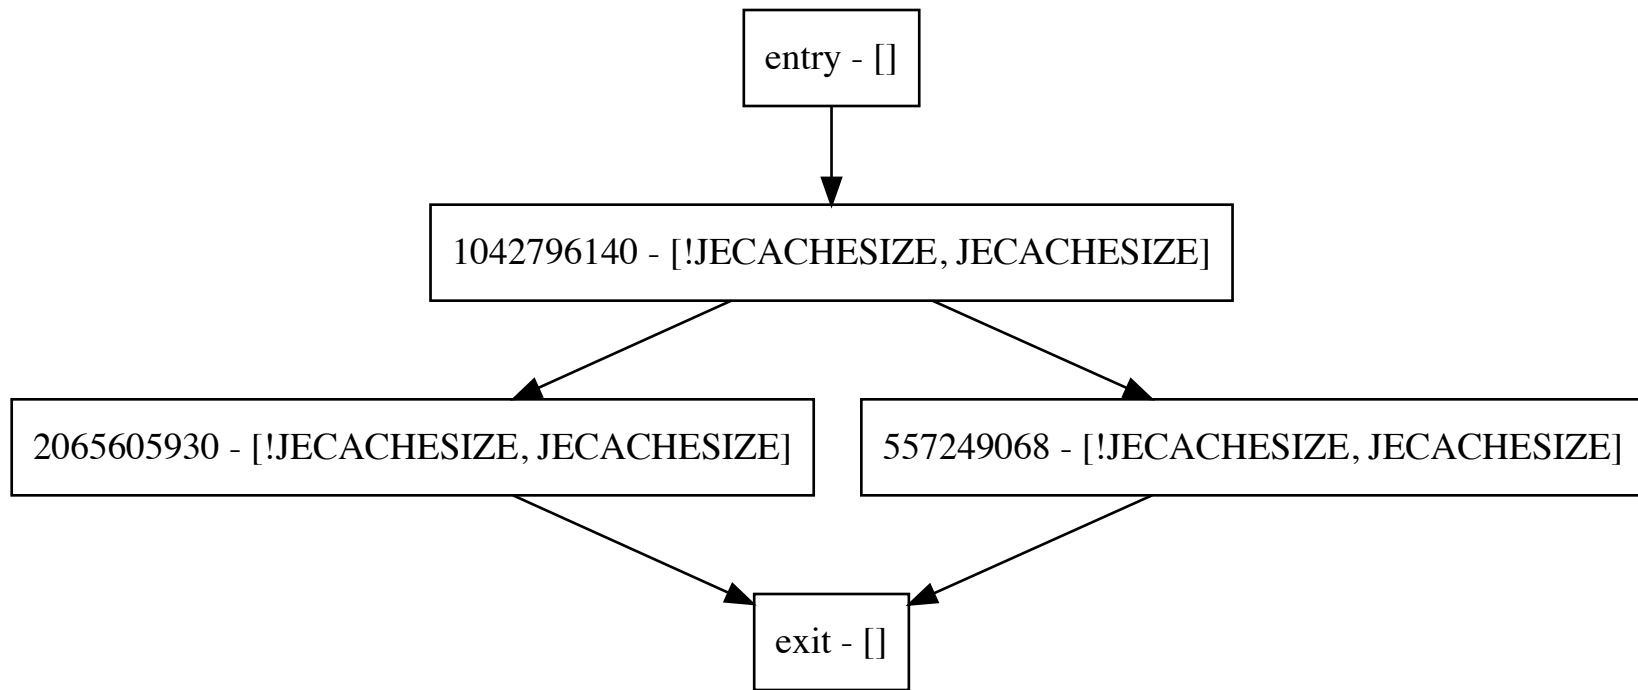 entry - []
1042796140 - [!JECACHESIZE, JECACHESIZE]
2065605930 - [!JECACHESIZE, JECACHESIZE]
557249068 - [!JECACHESIZE, JECACHESIZE]
exit - []